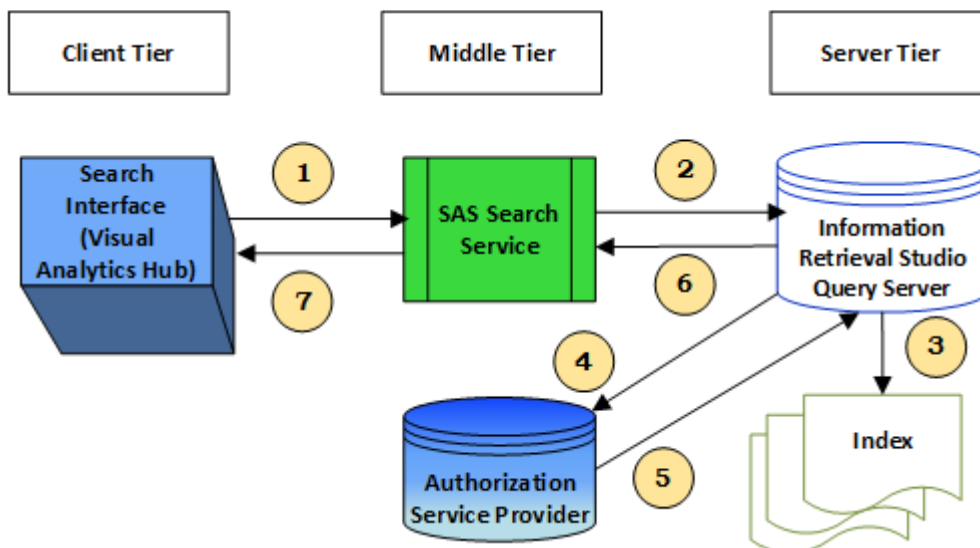 Client Tier
Middle Tier
Server Tier
Search
Interface
(Visual
Analytics Hub)
1
SAS Search
Service
2
Information
Retrieval Studio
Query Server
7
6
3
4
Authorization
Service Provider
5
Index